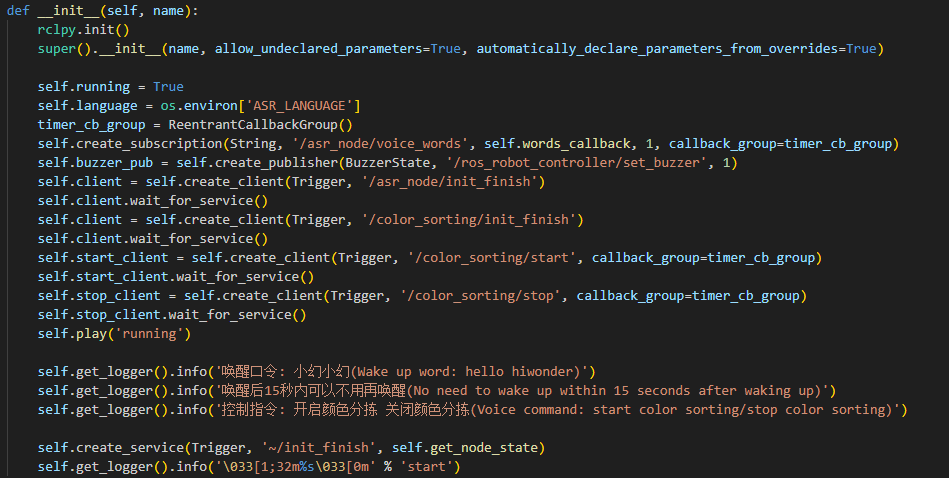 def __init__(self, name):
    rclpy.init()
    super().__init__(name, allow_undeclared_parameters=True, automatically_declare_parameters_from_overrides=True)

    self.running = True
    self.language = os.environ['ASR_LANGUAGE']
    timer_cb_group = ReentrantCallbackGroup()
    self.create_subscription(String, '/asr_node/voice_words', self.words_callback, 1, callback_group=timer_cb_group)
    self.buzzer_pub = self.create_publisher(BuzzerState, '/ros_robot_controller/set_buzzer', 1)
    self.client = self.create_client(Trigger, '/asr_node/init_finish')
    self.client.wait_for_service()
    self.client = self.create_client(Trigger, '/color_sorting/init_finish')
    self.client.wait_for_service()
    self.start_client = self.create_client(Trigger, '/color_sorting/start', callback_group=timer_cb_group)
    self.start_client.wait_for_service()
    self.stop_client = self.create_client(Trigger, '/color_sorting/stop', callback_group=timer_cb_group)
    self.stop_client.wait_for_service()
    self.play('running')

    self.get_logger().info('唤醒口令: 小幻小幻(Wake up word: hello hiwonder)')
    self.get_logger().info('唤醒后15秒内可以不用再唤醒(No need to wake up within 15 seconds after waking up)')
    self.get_logger().info('控制指令: 开启颜色分拣 关闭颜色分拣(Voice command: start color sorting/stop color sorting)')

    self.create_service(Trigger, '~/init_finish', self.get_node_state)
    self.get_logger().info('\033[1;32m%s\033[0m' % 'start')